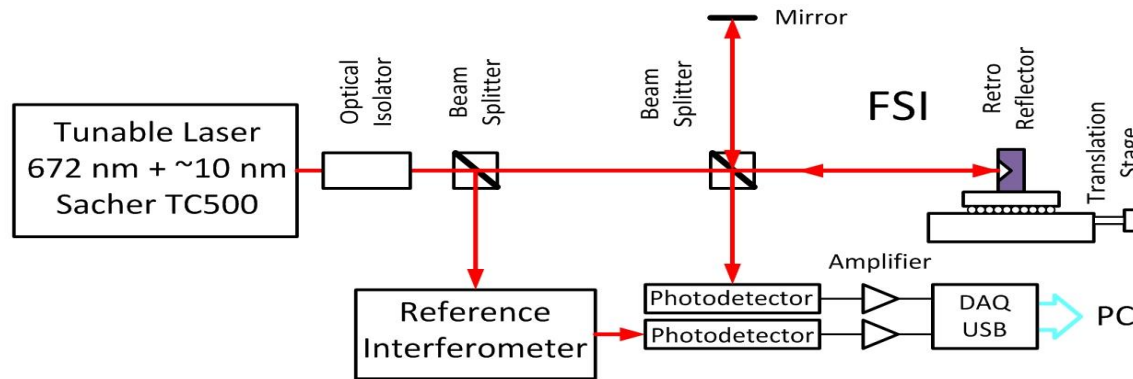 Mirror
Optical
Isolator
Beam
Splitter
Beam
Splitter
FSI
Retro
Reflector
Translation
Stage
Tunable Laser
672 nm + ~10 nm
Sacher TC500
Amplifier
Reference
Interferometer
Photodetector
Photodetector
DAQ
USB
PC